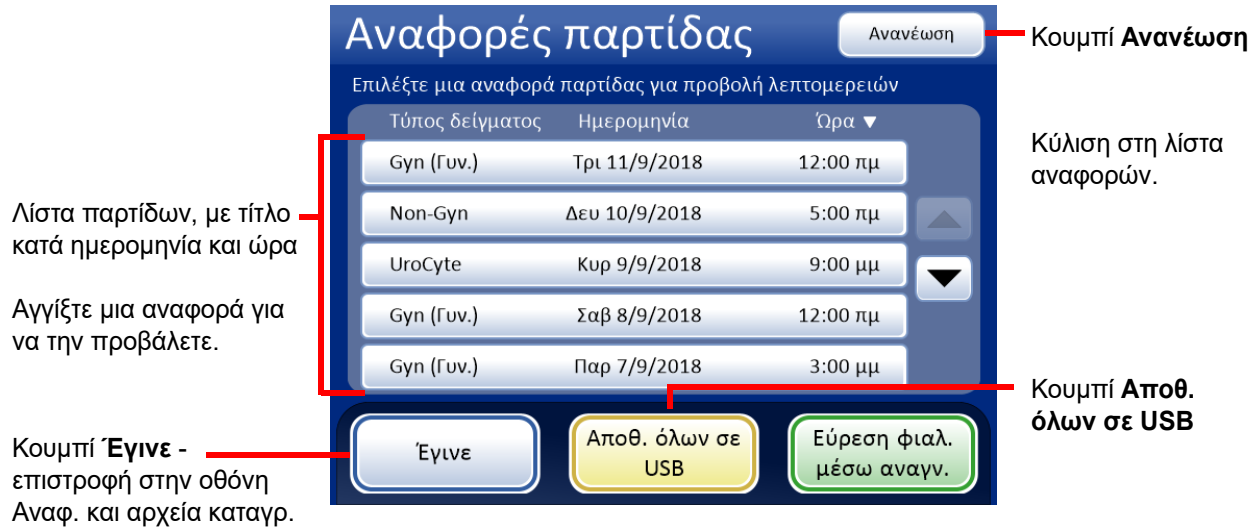 Αναφορές παρτίδας
Ανανέωση
Κουμπί Ανανέωση
Επιλέξτε μια αναφορά παρτίδας για προβολή λεπτομερειών
Τύπος δείγματος Ημερομηνία Ώρα ▼
Gyn (Γυν.) Τρι 11/9/2018 12:00 πμ
Non-Gyn Δευ 10/9/2018 5:00 πμ
UroCyte Κυρ 9/9/2018 9:00 μμ
Gyn (Γυν.) Σαβ 8/9/2018 12:00 πμ
Gyn (Γυν.) Παρ 7/9/2018 3:00 μμ
Κύλιση στη λίστα
αναφορών.
Λίστα παρτίδων, με τίτλο
κατά ημερομηνία και ώρα
Αγγίξτε μια αναφορά για
να την προβάλετε.
Κουμπί Αποθ.
όλων σε USB
Κουμπί Έγινε -
επιστροφή στην οθόνη
Αναφ. και αρχεία καταγρ.
Έγινε
Αποθ. όλων σε
USB
Εύρεση φιαλ.
μέσω αναγν.